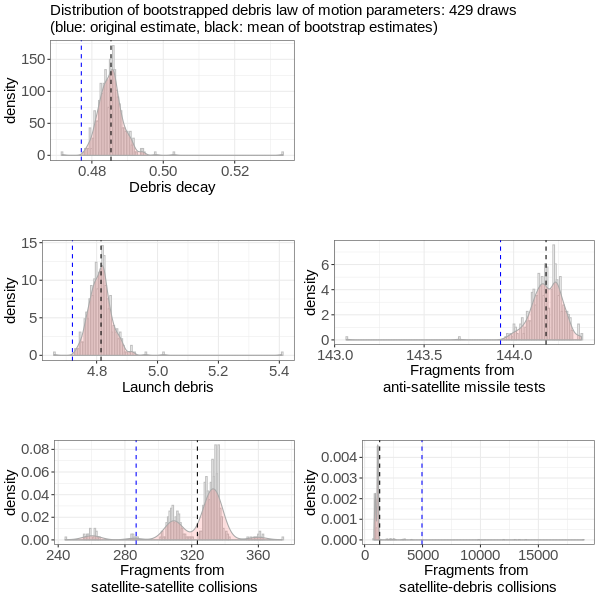 Distribution of bootstrapped debris law of motion parameters: 429 draws
(blue: original estimate, black: mean of bootstrap estimates)
density
150
100
50
0
0.48 0.50 0.52
Debris decay
density
15
10
5
0
4.8 5.0 5.2 5.4
Launch debris
density
6
4
2
0
143.0 143.5 144.0
Fragments from
anti-satellite missile tests
density
0.08
0.06
0.04
0.02
0.00
240 280 320 360
Fragments from
satellite-satellite collisions
density
0.004
0.003
0.002
0.001
0.000
0 5000 10000 15000
Fragments from
satellite-debris collisions